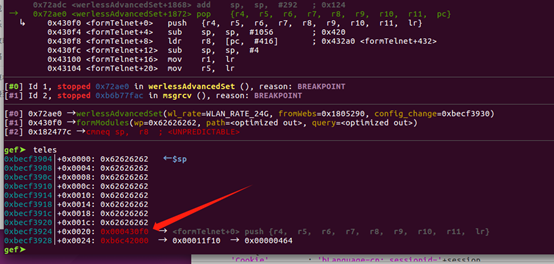 0x72adc <werlessAdvancedSet+1868> add sp, sp, #292 ; 0x124
→ 0x72ae0 <werlessAdvancedSet+1872> pop {r4, r5, r6, r7, r8, r9, r10, r11, pc}
↳ 0x430f0 <formTelnet+0> push {r4, r5, r6, r7, r8, r9, r10, r11, lr}
0x430f4 <formTelnet+4> sub sp, sp, #1056 ; 0x420
0x430f8 <formTelnet+8> ldr r8, [pc, #416] ; 0x432a0 <formTelnet+432>
0x430fc <formTelnet+12> sub sp, sp, #4
0x43100 <formTelnet+16> mov r1, lr
0x43104 <formTelnet+20> mov r5, lr
[#0] Id 1, stopped 0x72ae0 in werlessAdvancedSet (), reason: BREAKPOINT
[#1] Id 2, stopped 0xb6b77fac in msgrcv (), reason: BREAKPOINT
[#0] 0x72ae0 → werlessAdvancedSet(wl_rate=WLAN_RATE_24G, fromWebs=0x1805290, config_change=0xbecf3930)
[#1] 0x430f0 → formModules(wp=0x62626262, path=<optimized out>, query=<optimized out>)
[#2] 0x182477c → cmneq sp, r8 ; <UNPREDICTABLE>
gef➤ teles
0xbecf3904 +0x0000: 0x62626262 ←$sp
0xbecf3908 +0x0004: 0x62626262
0xbecf390c +0x0008: 0x62626262
0xbecf3910 +0x000c: 0x62626262
0xbecf3914 +0x0010: 0x62626262
0xbecf3918 +0x0014: 0x62626262
0xbecf391c +0x0018: 0x62626262
0xbecf3920 +0x001c: 0x62626262
0xbecf3924 +0x0020: 0x000430f0 → <formTelnet+0> push {r4, r5, r6, r7, r8, r9, r10, r11, lr}
0xbecf3928 +0x0024: 0xb6c42000 → 0x00011f10 → 0x00000464
gef➤
'Cookie' : 'bLanguage=cn; sessionid='+session